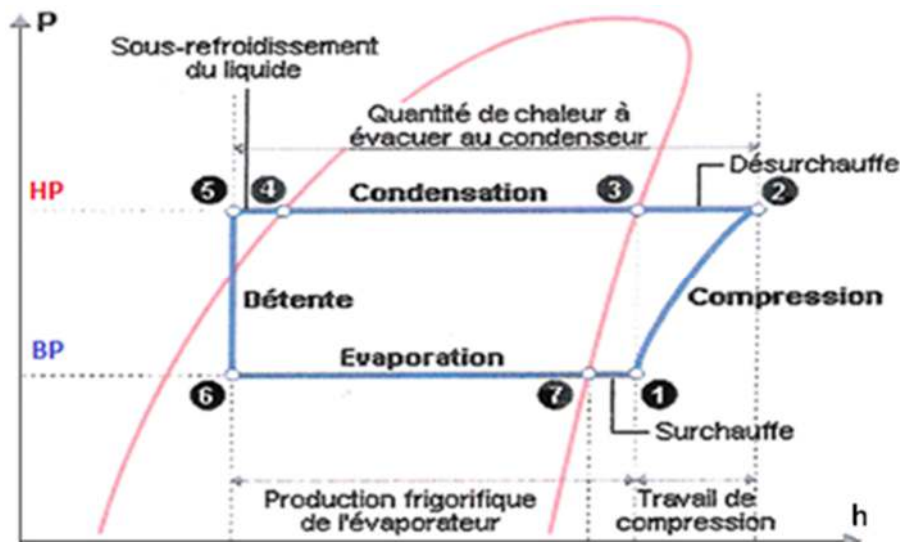 P
Sous-refroidissement
du liquide
Quantité de chaleur à
évacuer au condenseur
Désurchauffe
HP
5
4
Condensation
3
2
Détente
Compression
BP
Evaporation
6
7
1
Surchauffe
Production frigorifique
de l'évaporateur
Travail de
compression
h